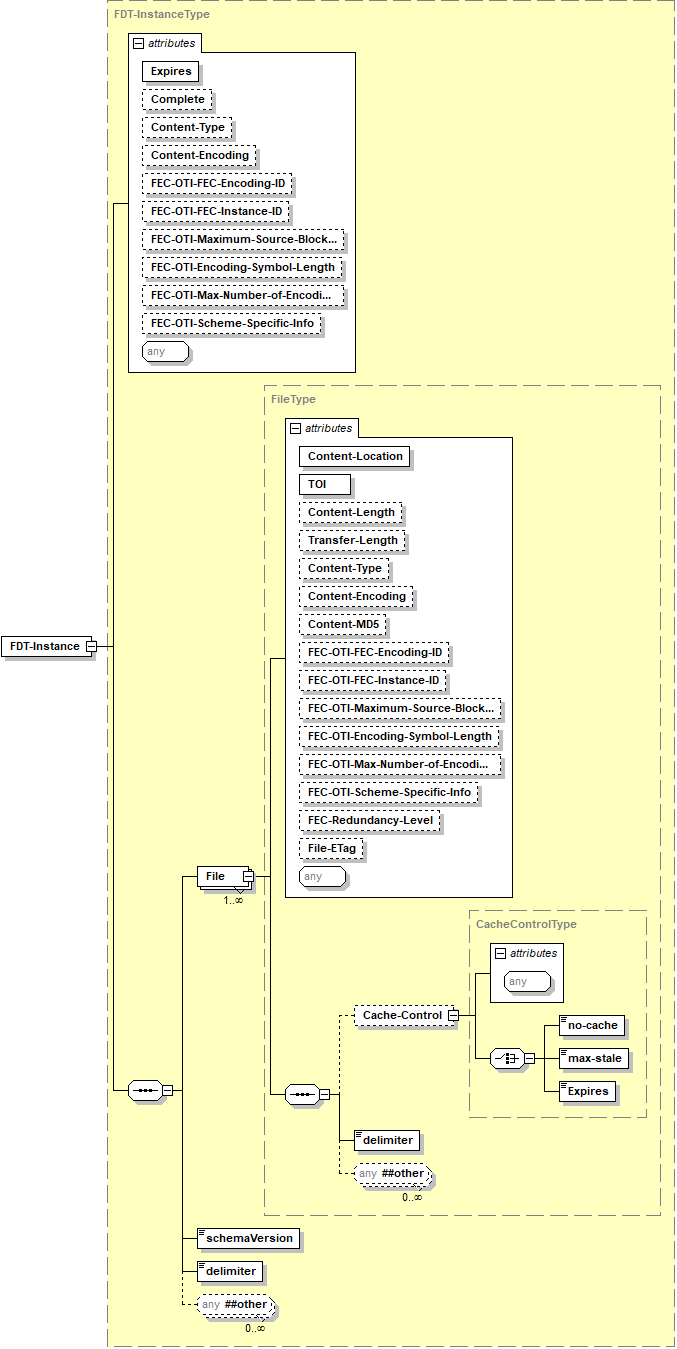 FDT-InstanceType
attributes
Expires
Complete
Content-Type
Content-Encoding
FEC-OTI-FEC-Encoding-ID
FEC-OTI-FEC-Instance-ID
FEC-OTI-Maximum-Source-Block...
FEC-OTI-Encoding-Symbol-Length
FEC-OTI-Max-Number-of-Encodi...
FEC-OTI-Scheme-Specific-Info
any
FileType
attributes
Content-Location
TOI
Content-Length
Transfer-Length
Content-Type
Content-Encoding
Content-MD5
FDT-Instance
FEC-OTI-FEC-Encoding-ID
FEC-OTI-FEC-Instance-ID
FEC-OTI-Maximum-Source-Block...
FEC-OTI-Encoding-Symbol-Length
FEC-OTI-Max-Number-of-Encodi...
FEC-OTI-Scheme-Specific-Info
FEC-Redundancy-Level
File-ETag
any
File
1..∞
CacheControlType
attributes
any
Cache-Control
no-cache
max-stale
Expires
delimiter
any ##other
0..∞
schemaVersion
delimiter
any ##other
0..∞